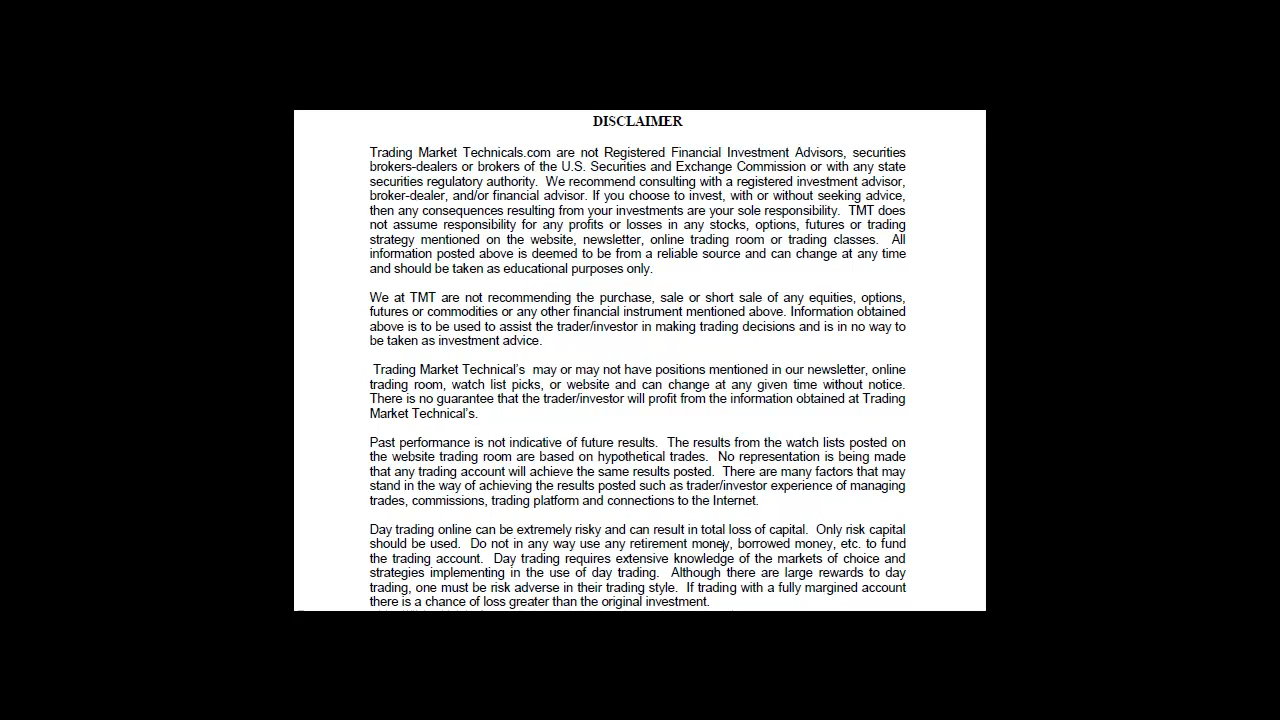 DISCLAIMER
Trading Market Technicals.com are not Registered Financial Investment Advisors, securities
brokers-dealers or brokers of the U.S. Securities and Exchange Commission or with any state
securities regulatory authority.  We recommend consulting with a registered investment advisor,
broker-dealer, and/or financial advisor. If you choose to invest, with or without seeking advice,
then any consequences resulting from your investments are your sole responsibility.  TMT does
not assume responsibility for any profits or losses in any stocks, options, futures or trading
strategy mentioned on the website, newsletter, online trading room or trading classes.  All
information posted above is deemed to be from a reliable source and can change at any time
and should be taken as educational purposes only.
We at TMT are not recommending the purchase, sale or short sale of any equities, options,
futures or commodities or any other financial instrument mentioned above. Information obtained
above is to be used to assist the trader/investor in making trading decisions and is in no way to
be taken as investment advice.
Trading Market Technical's  may or may not have positions mentioned in our newsletter, online
trading room, watch list picks, or website and can change at any given time without notice.
There is no guarantee that the trader/investor will profit from the information obtained at Trading
Market Technical's.
Past performance is not indicative of future results.  The results from the watch lists posted on
the website trading room are based on hypothetical trades.  No representation is being made
that any trading account will achieve the same results posted.  There are many factors that may
stand in the way of achieving the results posted such as trader/investor experience of managing
trades, commissions, trading platform and connections to the Internet.
Day trading online can be extremely risky and can result in total loss of capital.  Only risk capital
should be used.  Do not in any way use any retirement money, borrowed money, etc. to fund
the trading account.  Day trading requires extensive knowledge of the markets of choice and
strategies implementing in the use of day trading.  Although there are large rewards to day
trading, one must be risk adverse in their trading style.  If trading with a fully margined account
there is a chance of loss greater than the original investment.